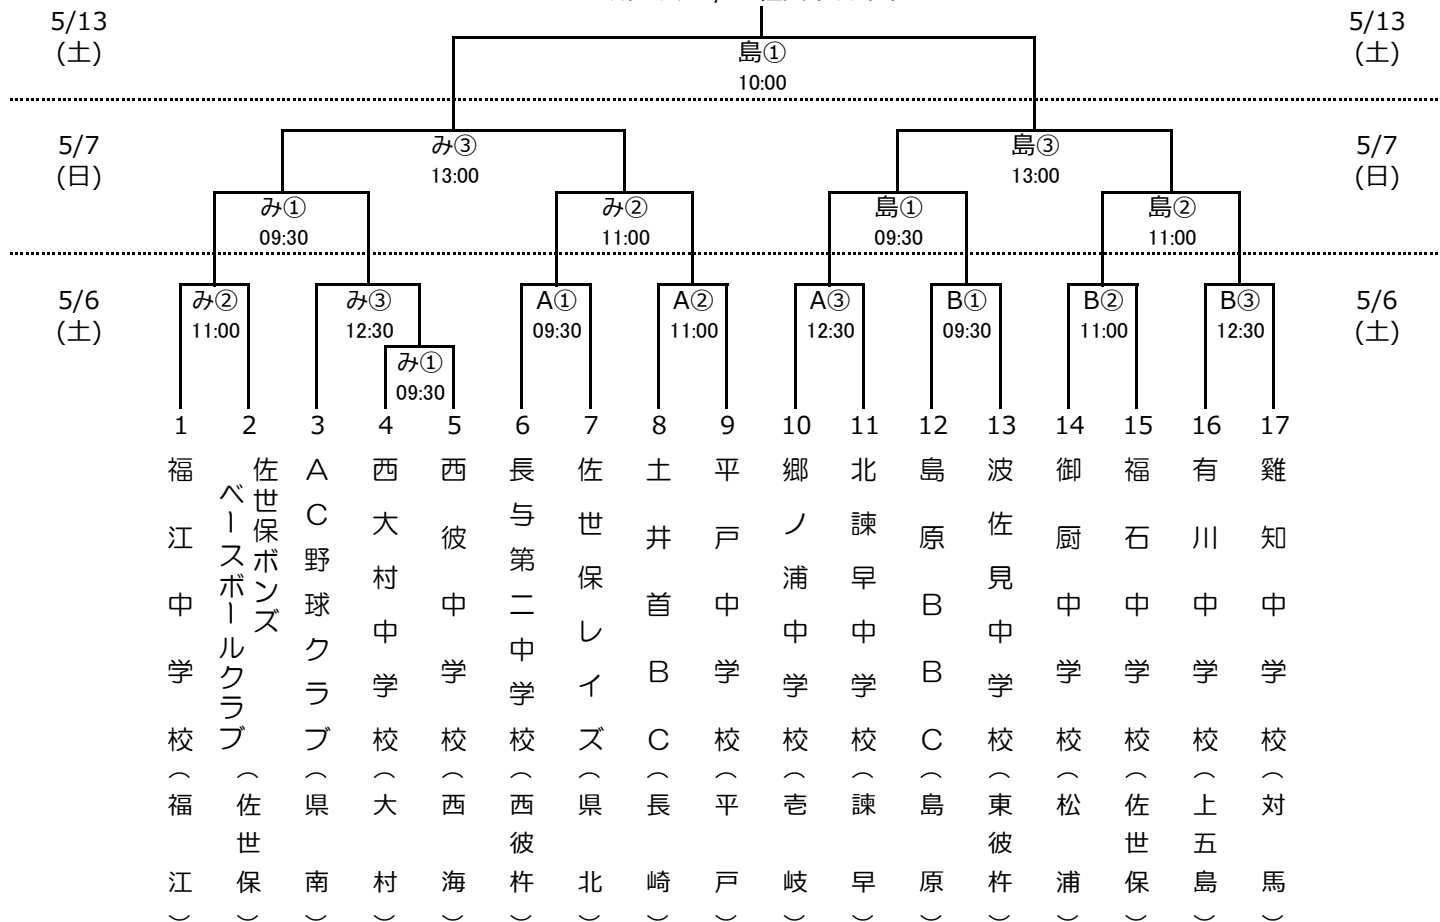 5/13
(土)
5/13
(土)
島①
10:00
5/7
(日)
5/7
(日)
み③
13:00
島③
13:00
み①
09:30
み②
11:00
島①
09:30
島②
11:00
5/6
(土)
5/6
(土)
み②
11:00
み③
12:30
A①
09:30
A②
11:00
A③
12:30
B①
09:30
B②
11:00
B③
12:30
み①
09:30
1
福江中学校(福江)
2
佐世保ボンズ
ベースボールクラブ
(佐世保)
3
AC野球クラブ(県南)
4
西大村中学校(大村)
5
西彼中学校(西海)
6
長与第二中学校(西彼杵)
7
佐世保レイズ(県北)
8
土井首BC(長崎)
9
平戸中学校(平戸)
10
郷ノ浦中学校(壱岐)
11
北諫早中学校(諫早)
12
島原BBC(島原)
13
波佐見中学校(東彼杵)
14
御厨中学校(松浦)
15
福石中学校(佐世保)
16
有川中学校(上五島)
17
雞知中学校(対馬)